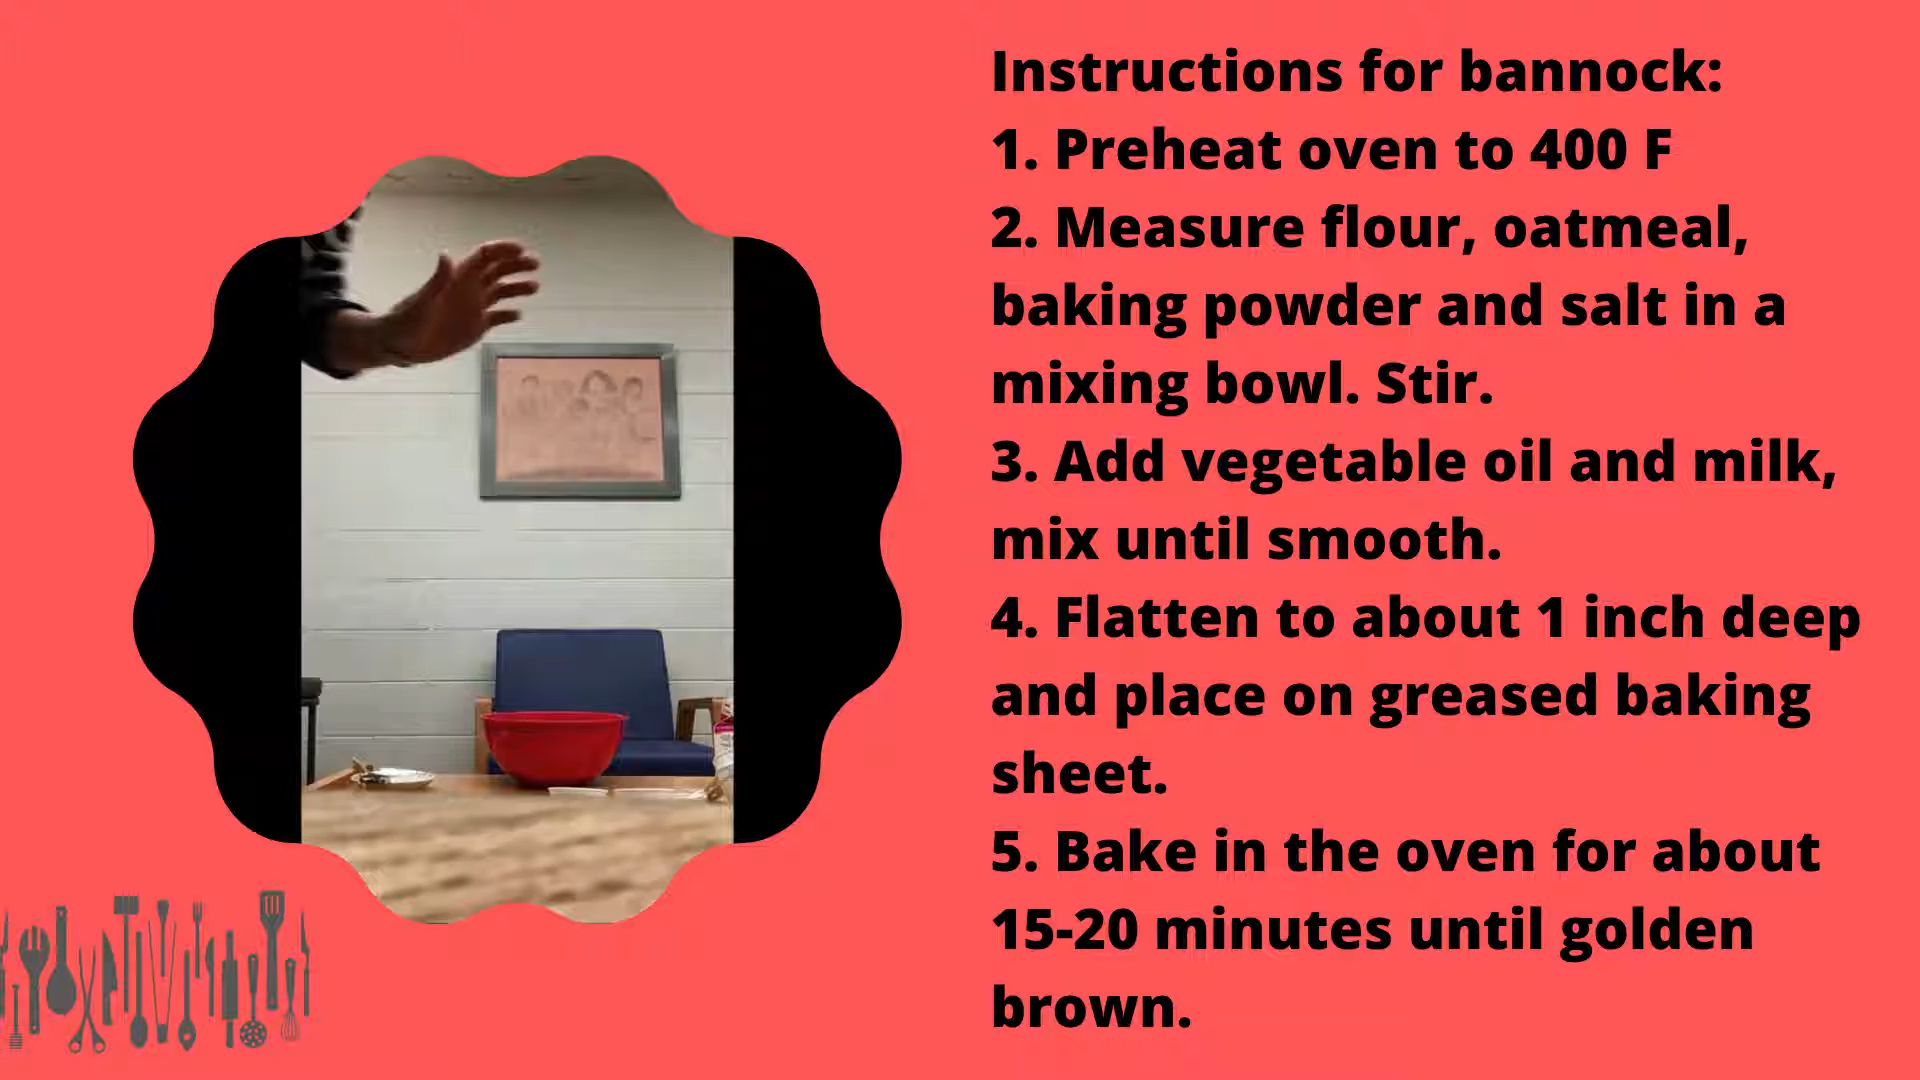 Instructions for bannock:
1. Preheat oven to 400 F
2. Measure flour, oatmeal,
baking powder and salt in a
mixing bowl. Stir.
3. Add vegetable oil and milk,
mix until smooth.
4. Flatten to about 1 inch deep
and place on greased baking
sheet.
5. Bake in the oven for about
15-20 minutes until golden
brown.